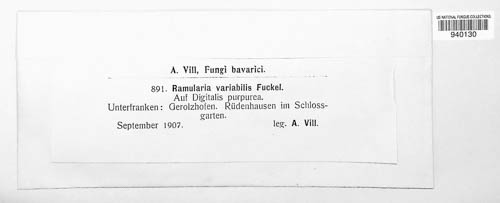 A. Vill, Fungi bavarici.
891. Ramularia variabilis Fuckel.
Auf Digitalis purpurea.
Unterfranken: Gerolzhofen. Rüdenhausen im Schloss-
garten.
September 1907. leg. A. Vill.
US NATIONAL FUNGUS COLLECTIONS
940130